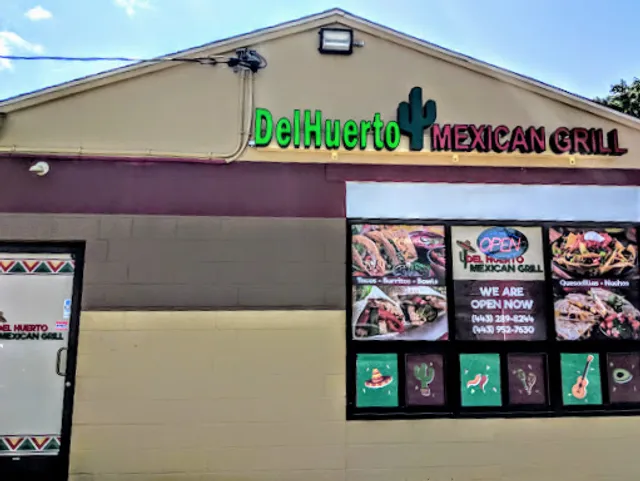 DelHuerto MEXICAN GRILL
OPEN
DEL HUERTO
MEXICAN GRILL
Tacos - Burritos - Bowls
WE ARE
OPEN NOW
(443) 289-8244
(443) 952-7630
Quesadillas - Nachos
DEL HUERTO
MEXICAN GRILL